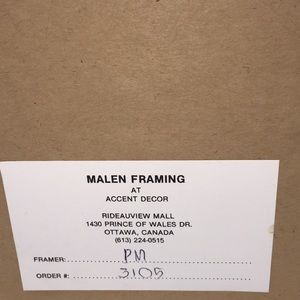 MALEN FRAMING
AT
ACCENT DECOR
RIDEAUVIEW MALL
1430 PRINCE OF WALES DR.
OTTAWA, CANADA
(613) 224-0515
FRAMER: PM
ORDER #: 3105